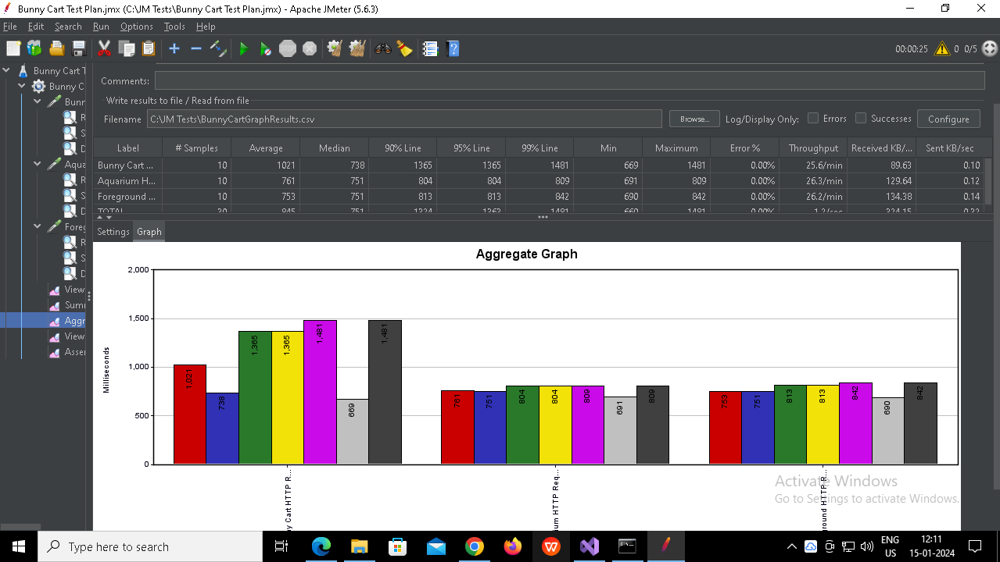 Bunny Cart Test Plan.jmx (C:\JM Tests\Bunny Cart Test Plan.jmx) - Apache JMeter (5.6.3)
File Edit Search Run Options Tools Help
STOP
00:00:25 0 0/5
Bunny Cart T
Bunny C
Bunn
R
S
D
Aqua
R
S
D
Foreg
R
S
D
View
Sumn
Aggr
View
Asser
Comments:
Write results to file / Read from file
Filename C:\JM Tests\BunnyCartGraphResults.csv Browse... Log/Display Only: Errors Successes Configure
Label # Samples Average Median 90% Line 95% Line 99% Line Min Maximum Error % Throughput Received KB/... Sent KB/sec
Bunny Cart ... 10 1021 738 1365 1365 1481 669 1481 0.00% 25.6/min 89.63 0.10
Aquarium H... 10 761 751 804 804 809 691 809 0.00% 26.3/min 129.64 0.12
Foreground ... 10 753 751 813 813 842 690 842 0.00% 26.2/min 134.38 0.14
TOTAL 30 845 751 1324 1363 1481 669 1481 0.00% 1.2/sec 324.15 0.32
Settings Graph
Aggregate Graph
Milliseconds
2,000
1,500
1,000
500
0
1,021 738 1,365 1,365 1,481 669 1,481
761 751 804 804 809 691 809
753 751 813 813 842 690 842
y Cart HTTP R...
ium HTTP Req...
round HTTP R...
Activate Windows
Go to Settings to activate Windows.
Type here to search
ENG
US
12:11
15-01-2024